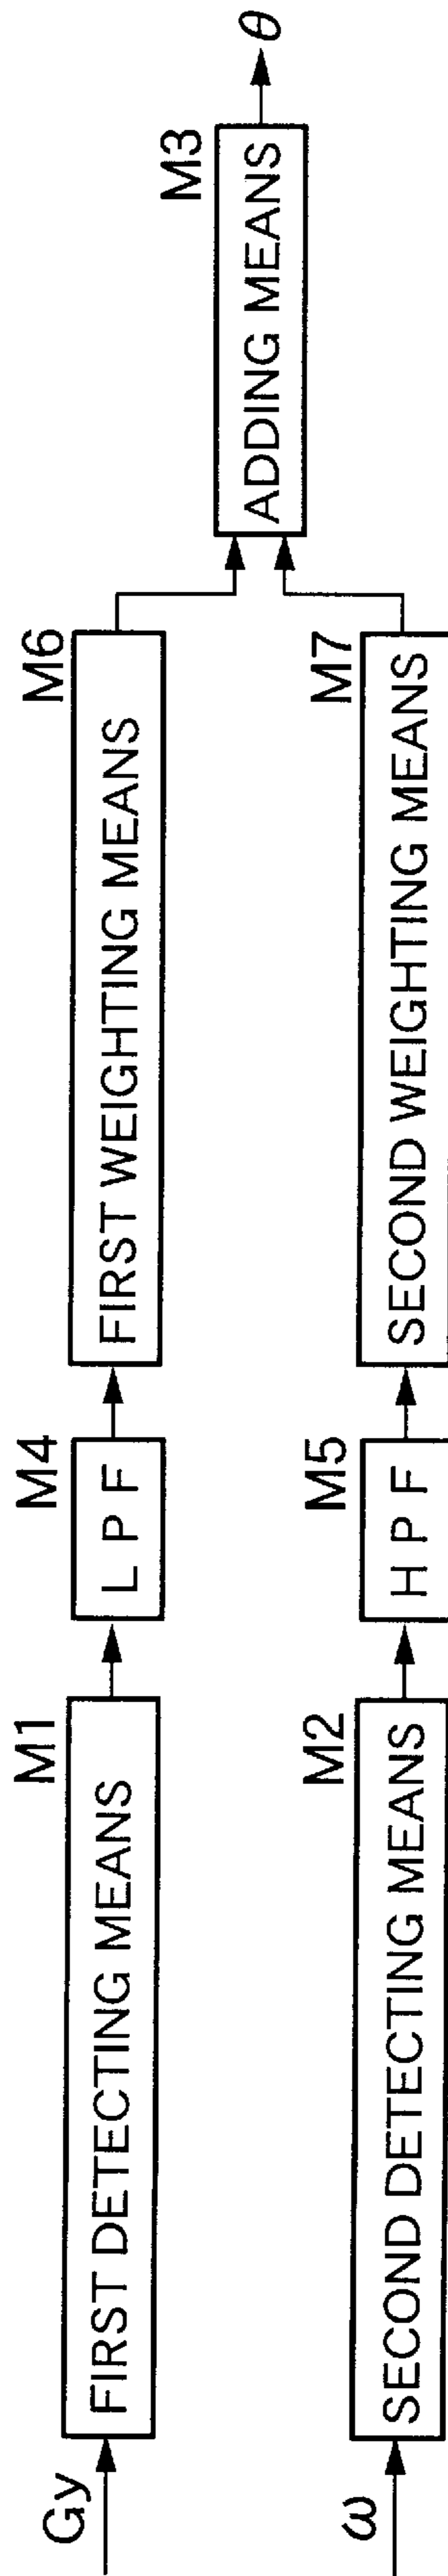 Gy
M1
FIRST DETECTING MEANS
M4
L P F
M6
FIRST WEIGHTING MEANS
M3
ADDING MEANS
θ
ω
M2
SECOND DETECTING MEANS
M5
H P F
M7
SECOND WEIGHTING MEANS